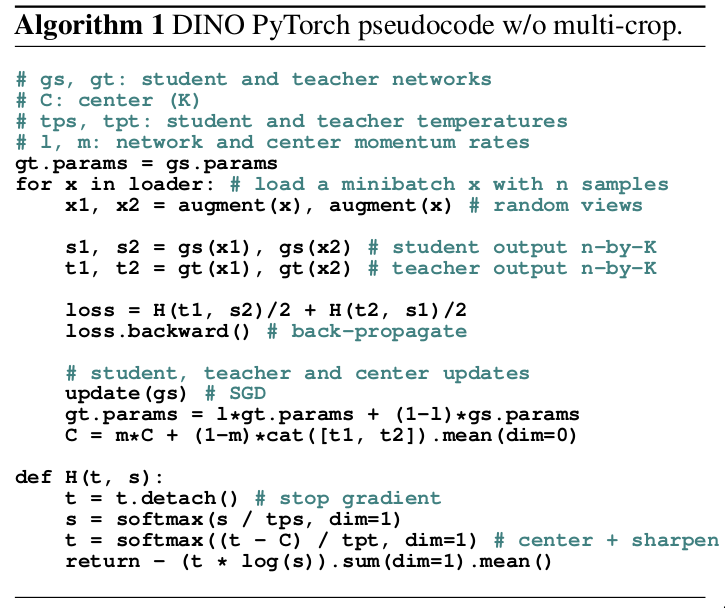 Algorithm 1 DINO PyTorch pseudocode w/o multi-crop.
# gs, gt: student and teacher networks
# C: center (K)
# tps, tpt: student and teacher temperatures
# l, m: network and center momentum rates
gt.params = gs.params
for x in loader: # load a minibatch x with n samples
    x1, x2 = augment(x), augment(x) # random views

    s1, s2 = gs(x1), gs(x2) # student output n-by-K
    t1, t2 = gt(x1), gt(x2) # teacher output n-by-K

    loss = H(t1, s2)/2 + H(t2, s1)/2
    loss.backward() # back-propagate

    # student, teacher and center updates
    update(gs) # SGD
    gt.params = l*gt.params + (1-l)*gs.params
    C = m*C + (1-m)*cat([t1, t2]).mean(dim=0)

def H(t, s):
    t = t.detach() # stop gradient
    s = softmax(s / tps, dim=1)
    t = softmax((t - C) / tpt, dim=1) # center + sharpen
    return - (t * log(s)).sum(dim=1).mean()